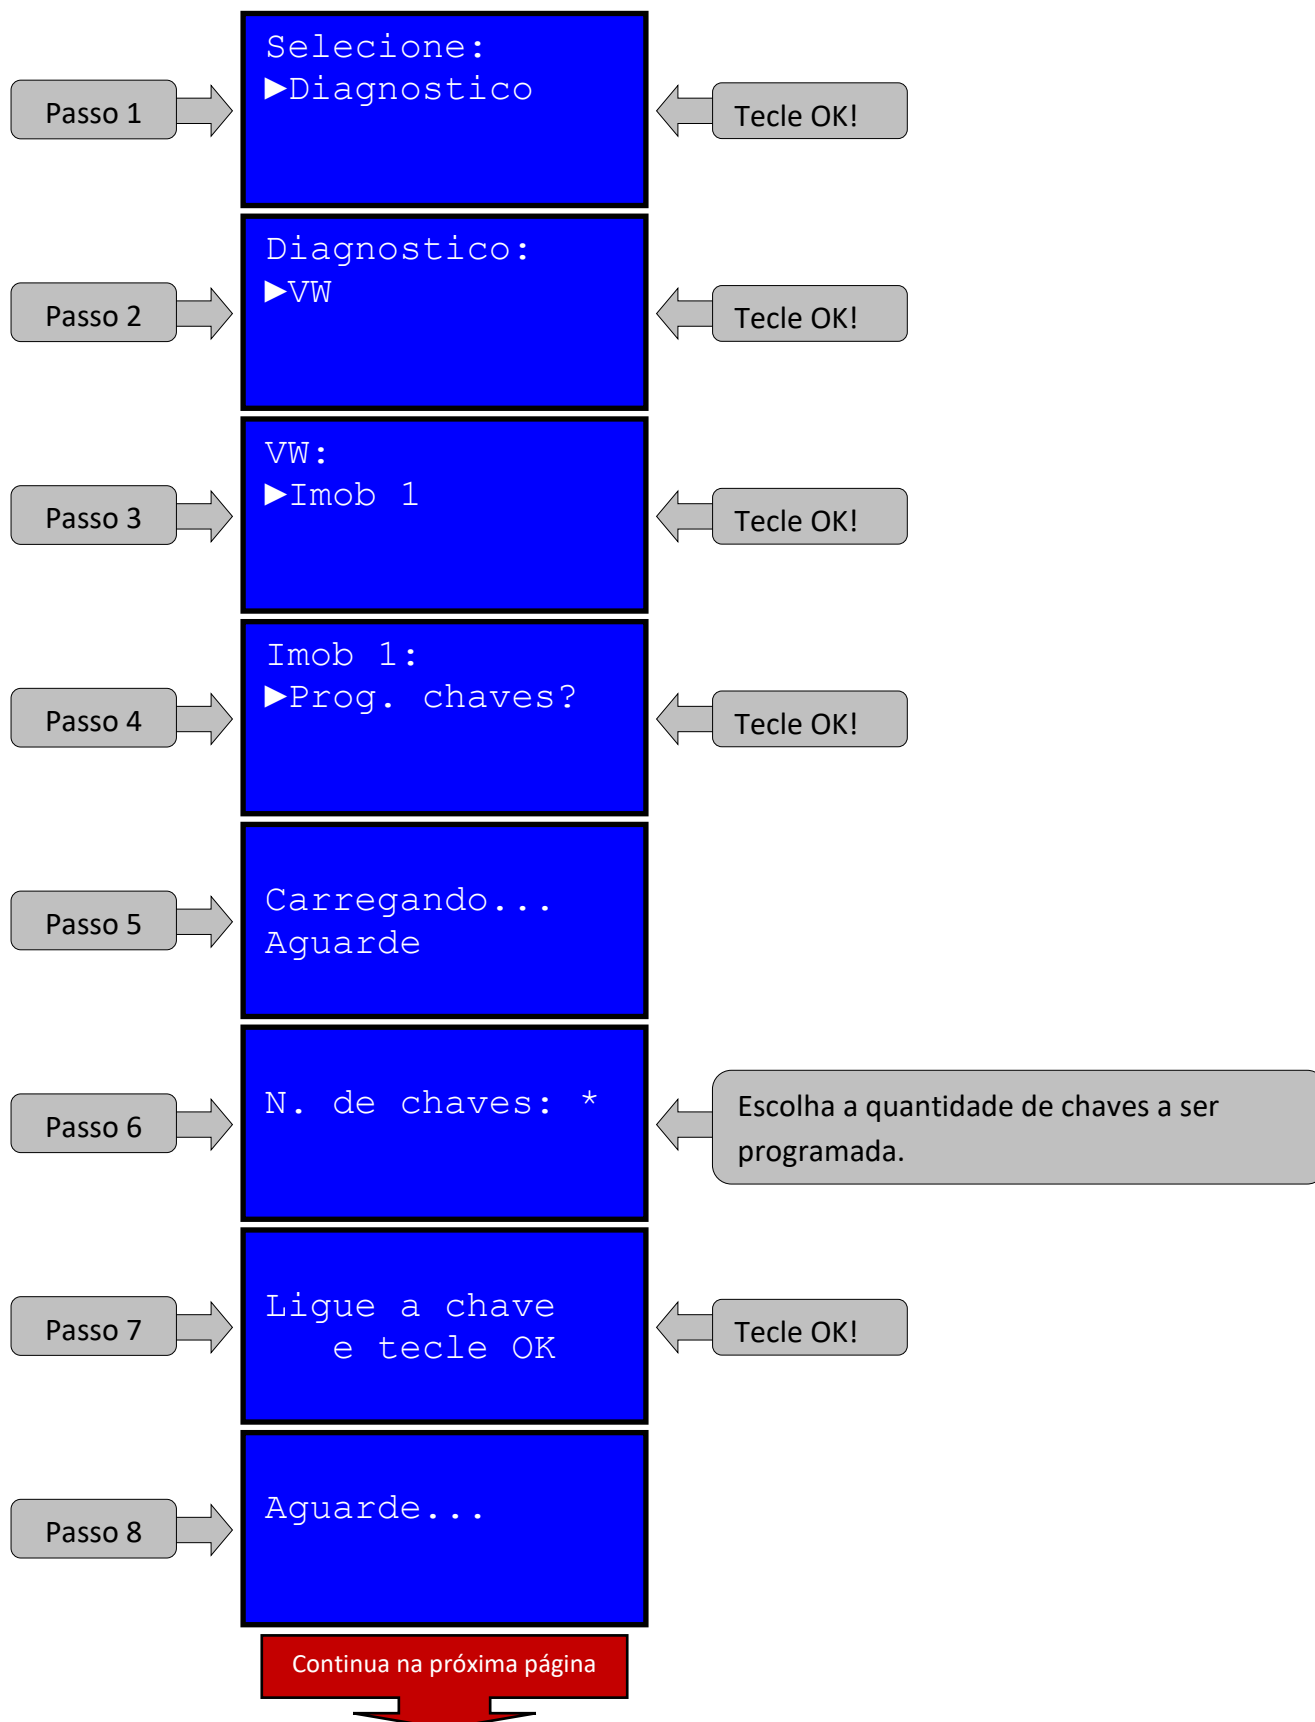 Passo 1
Selecione:
►Diagnostico
Tecle OK!
Passo 2
Diagnostico:
►VW
Tecle OK!
Passo 3
VW:
►Imob 1
Tecle OK!
Passo 4
Imob 1:
►Prog. chaves?
Tecle OK!
Passo 5
Carregando...
Aguarde
Passo 6
N. de chaves: *
Escolha a quantidade de chaves a ser
programada.
Passo 7
Ligue a chave
e tecle OK
Tecle OK!
Passo 8
Aguarde...
Continua na próxima página